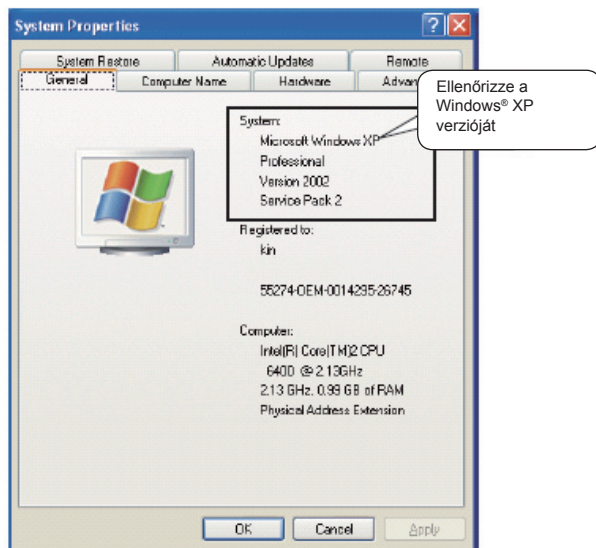 System Properties
System Restore Automatic Updates Remote
General Computer Name Hardware Advan
Ellenőrizze a
Windows® XP
verzióját
System:
Microsoft Windows XP
Professional
Version 2002
Service Pack 2
Registered to:
kin
55274-OEM-0014295-26745
Computer:
Intel(R) Core(TM)2 CPU
6400 @ 2.13GHz
2.13 GHz, 0.99 GB of RAM
Physical Address Extension
OK Cancel Apply